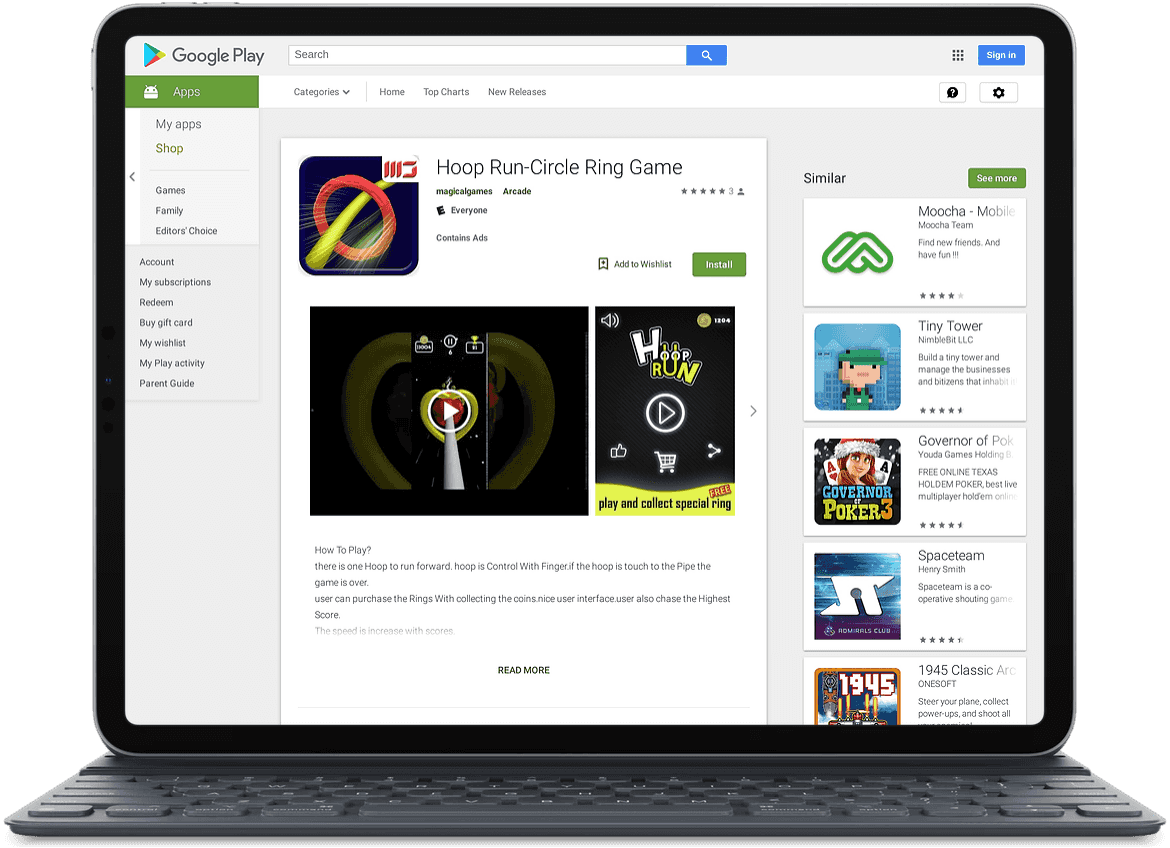 Google Play
Search
Sign in
Apps
Categories
Home
Top Charts
New Releases
My apps
Shop
Games
Family
Editors' Choice
Account
My subscriptions
Redeem
Buy gift card
My wishlist
My Play activity
Parent Guide
Hoop Run-Circle Ring Game
magicalgames Arcade
3
Everyone
Contains Ads
Add to Wishlist
Install
1204
HOOP
RUN
FREE
play and collect special ring
How To Play?
there is one Hoop to run forward. hoop is Control With Finger.if the hoop is touch to the Pipe the
game is over.
user can purchase the Rings With collecting the coins.nice user interface.user also chase the Highest
Score.
The speed is increase with scores.
READ MORE
Similar
See more
Moocha - Mobile
Moocha Team
Find new friends. And
have fun !!!
Tiny Tower
NimbleBit LLC
Build a tiny tower and
manage the businesses
and bitizens that inhabit
Governor of Pok
Youda Games Holding B
FREE ONLINE TEXAS
HOLDEM POKER, best live
multiplayer hold'em online
GOVERNOR
OF
POKER 3
Spaceteam
Henry Smith
Spaceteam is a co-
operative shouting game
ADMIRALS CLUB
1945 Classic Arc
ONESOFT
Steer your plane, collect
power-ups, and shoot all
1945